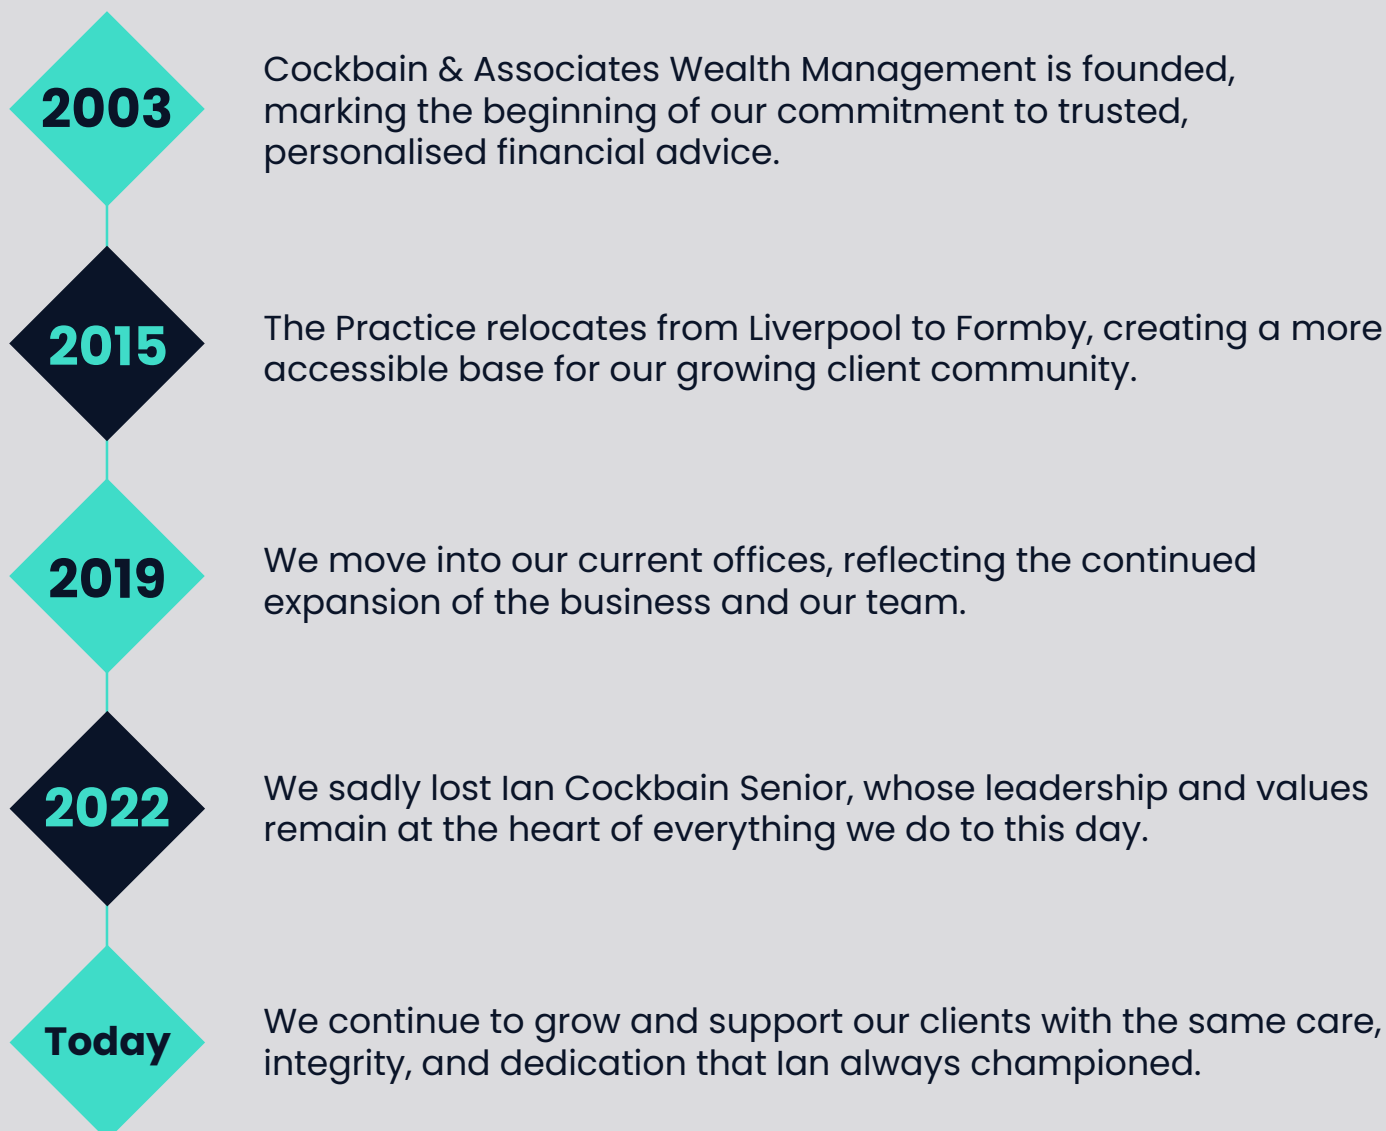 2003
Cockbain & Associates Wealth Management is founded,
marking the beginning of our commitment to trusted,
personalised financial advice.
2015
The Practice relocates from Liverpool to Formby, creating a more
accessible base for our growing client community.
2019
We move into our current offices, reflecting the continued
expansion of the business and our team.
2022
We sadly lost Ian Cockbain Senior, whose leadership and values
remain at the heart of everything we do to this day.
Today
We continue to grow and support our clients with the same care,
integrity, and dedication that Ian always championed.